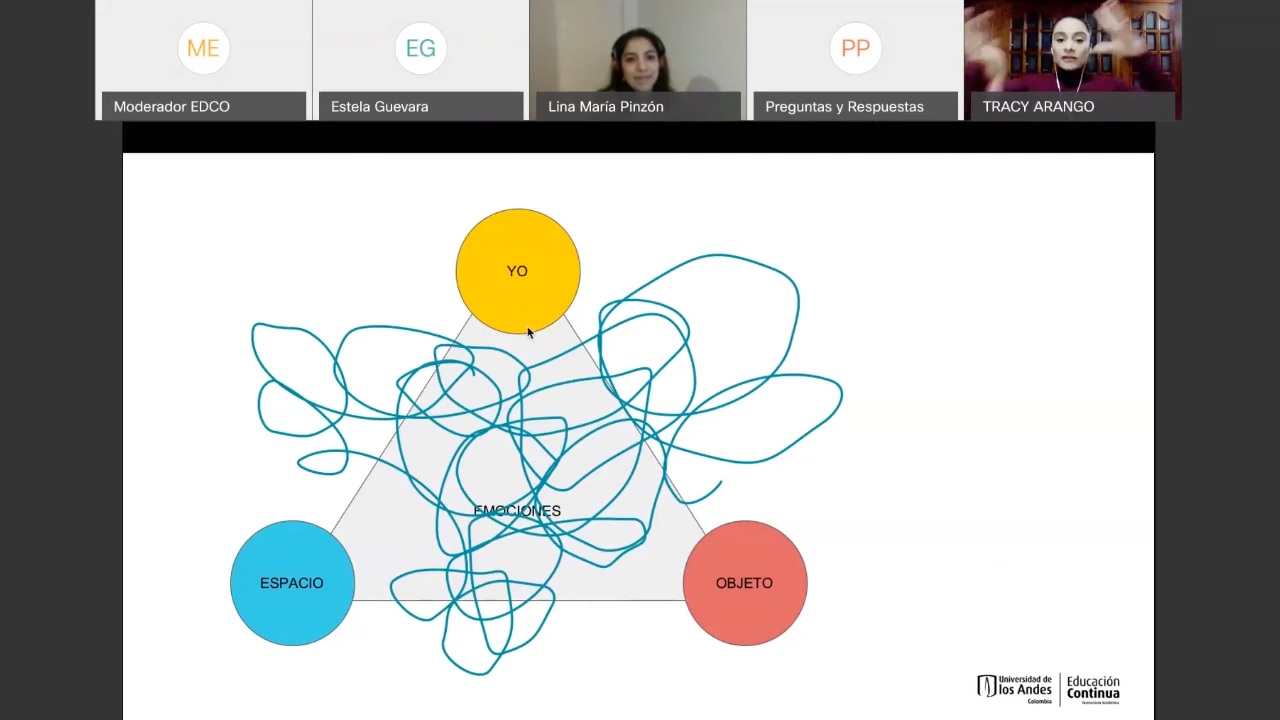 ME
EG
PP
Moderador EDCO
Estela Guevara
Lina María Pinzón
Preguntas y Respuestas
TRACY ARANGO
YO
EMOCIONES
ESPACIO
OBJETO
Universidad de
los Andes
Colombia
Educación
Continua